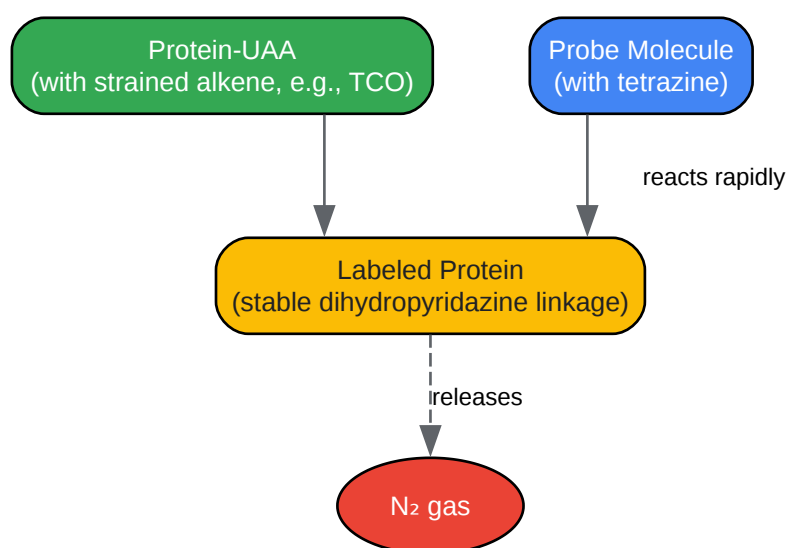 Protein-UAA
(with strained alkene, e.g., TCO)
Probe Molecule
(with tetrazine)
reacts rapidly
Labeled Protein
(stable dihydropyridazine linkage)
releases
N₂ gas